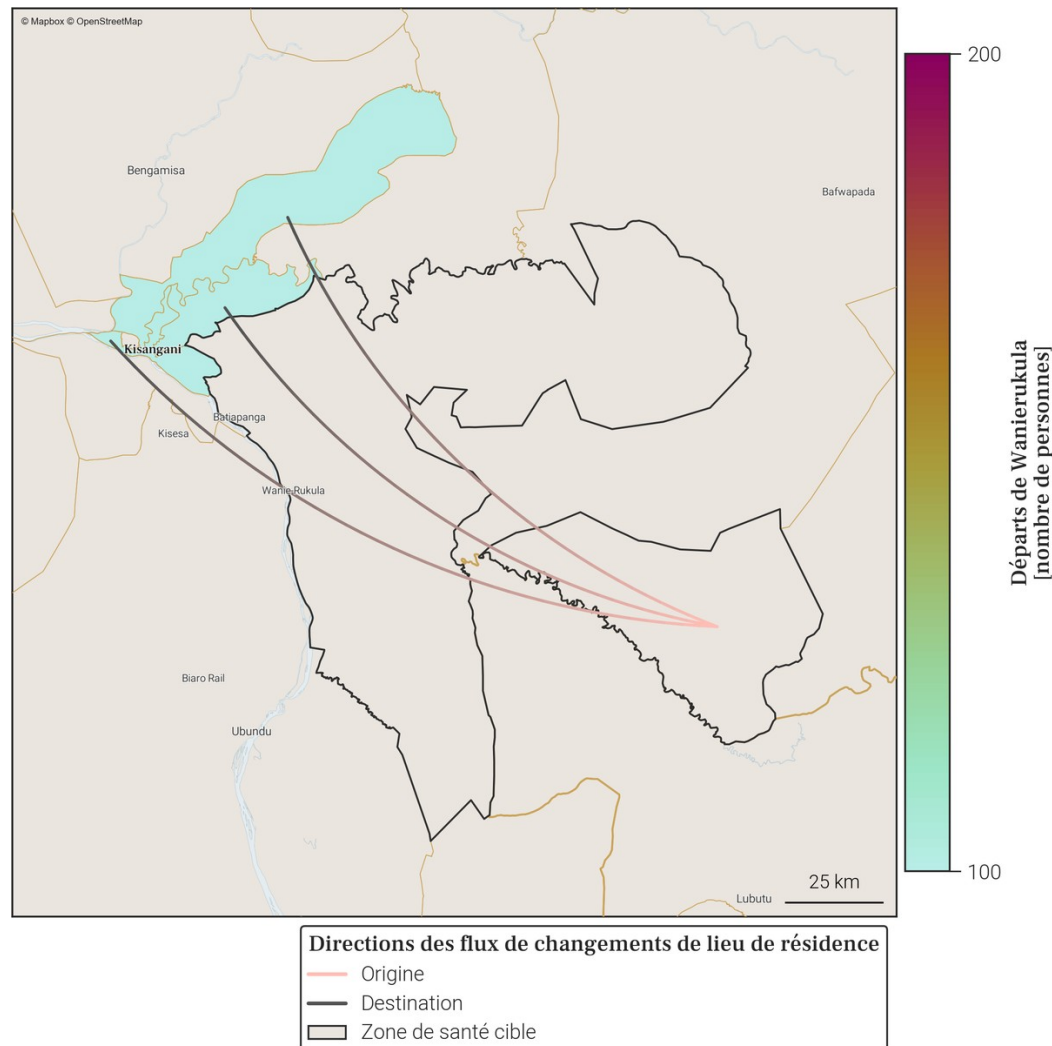 © Mapbox © OpenStreetMap
200
Bengamisa
Bafwapada
Kisangani
Batiapanga
Kisesa
Wanie-Rukula
Départs de Wanierukula
[nombre de personnes]
Biaro Rail
Ubundu
100
25 km
Lubutu
Directions des flux de changements de lieu de résidence
Origine
Destination
Zone de santé cible